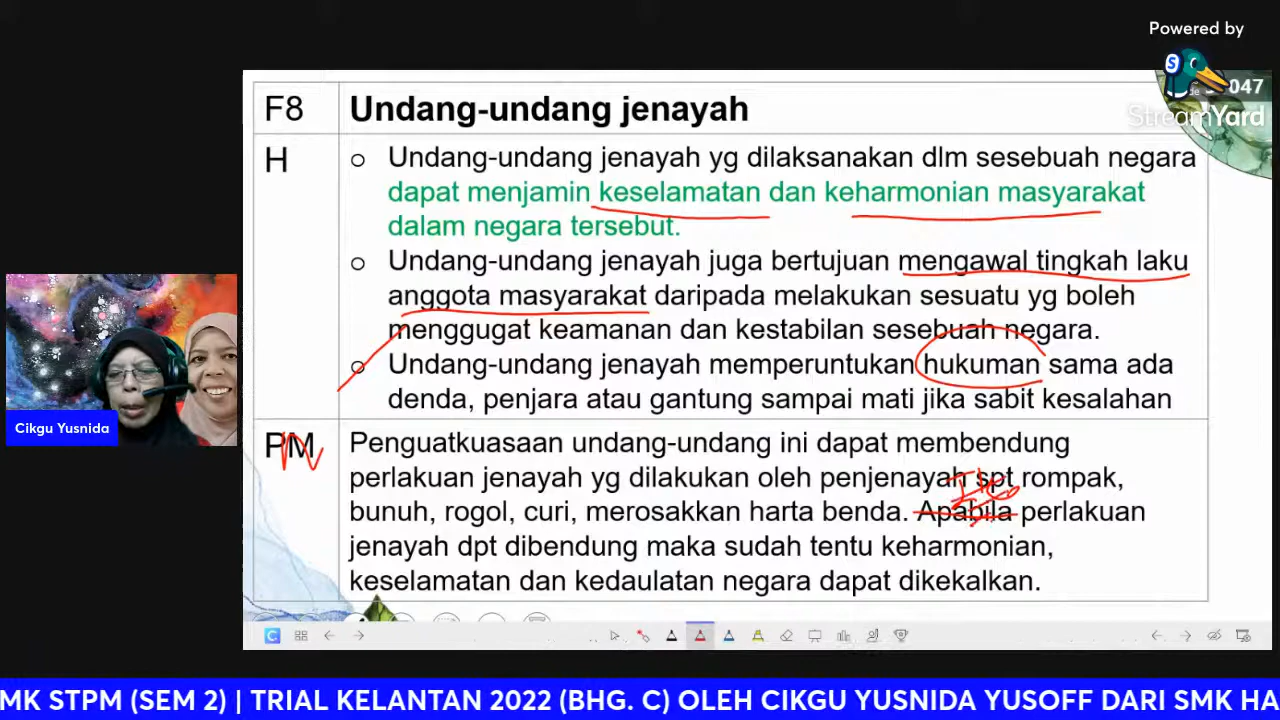 Powered by
047
StreamYard
F8
Undang-undang jenayah
H
o Undang-undang jenayah yg dilaksanakan dlm sesebuah negara
dapat menjamin keselamatan dan keharmonian masyarakat
dalam negara tersebut.
o Undang-undang jenayah juga bertujuan mengawal tingkah laku
anggota masyarakat daripada melakukan sesuatu yg boleh
menggugat keamanan dan kestabilan sesebuah negara.
o Undang-undang jenayah memperuntukan hukuman sama ada
denda, penjara atau gantung sampai mati jika sabit kesalahan
PM
Penguatkuasaan undang-undang ini dapat membendung
perlakuan jenayah yg dilakukan oleh penjenayah spt rompak,
bunuh, rogol, curi, merosakkan harta benda. Apabila perlakuan
jenayah dpt dibendung maka sudah tentu keharmonian,
keselamatan dan kedaulatan negara dapat dikekalkan.
Cikgu Yusnida
MK STPM (SEM 2) | TRIAL KELANTAN 2022 (BHG. C) OLEH CIKGU YUSNIDA YUSOFF DARI SMK HA